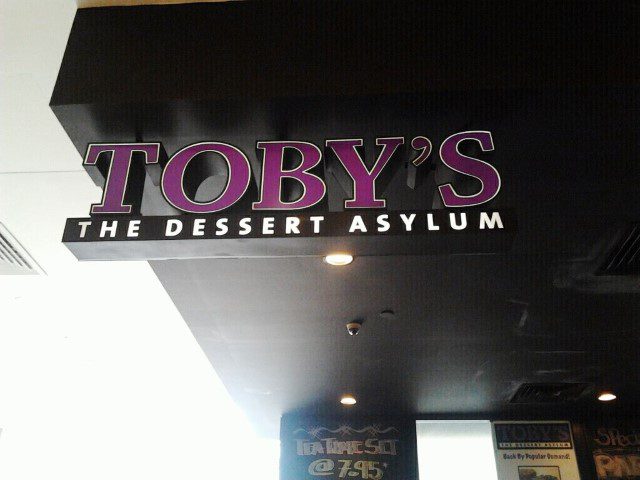 TOBY'S
THE DESSERT ASYLUM
TEA TIME SET
@ 7.95
TOBY'S
THE DESSERT ASYLUM
Back By Popular Demand!